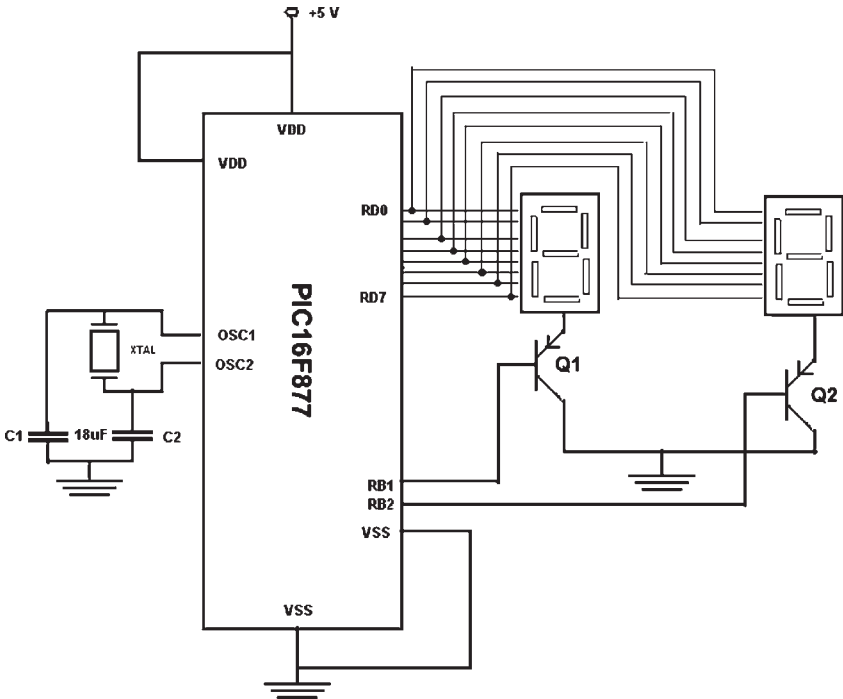 +5 V
VDD
VDD
RD0
RD7
PIC16F877
OSC1
XTAL
OSC2
Q1
Q2
C1
18uF
C2
RB1
RB2
VSS
VSS